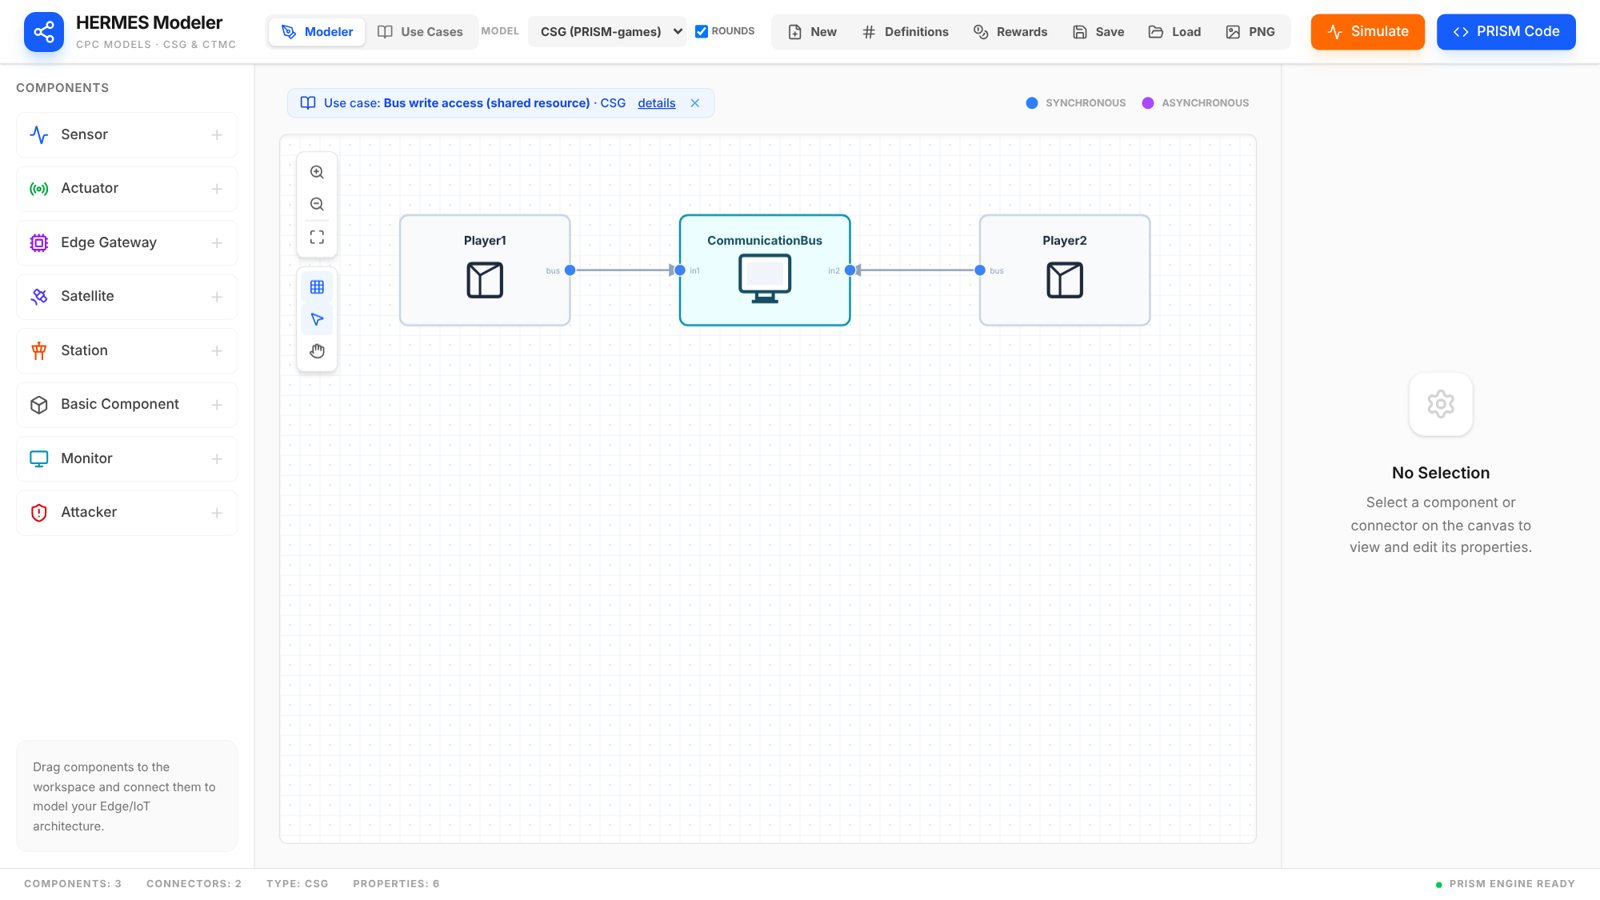 HERMES Modeler
CPC MODELS · CSG & CTMC
Modeler
Use Cases
MODEL
CSG (PRISM-games)
ROUNDS
New
Definitions
Rewards
Save
Load
PNG
Simulate
PRISM Code
COMPONENTS
Sensor
Actuator
Edge Gateway
Satellite
Station
Basic Component
Monitor
Attacker
Drag components to the
workspace and connect them to
model your Edge/IoT
architecture.
Use case: Bus write access (shared resource) · CSG details
SYNCHRONOUS
ASYNCHRONOUS
Player1
bus
CommunicationBus
in1
in2
Player2
bus
No Selection
Select a component or
connector on the canvas to
view and edit its properties.
COMPONENTS: 3
CONNECTORS: 2
TYPE: CSG
PROPERTIES: 6
PRISM ENGINE READY